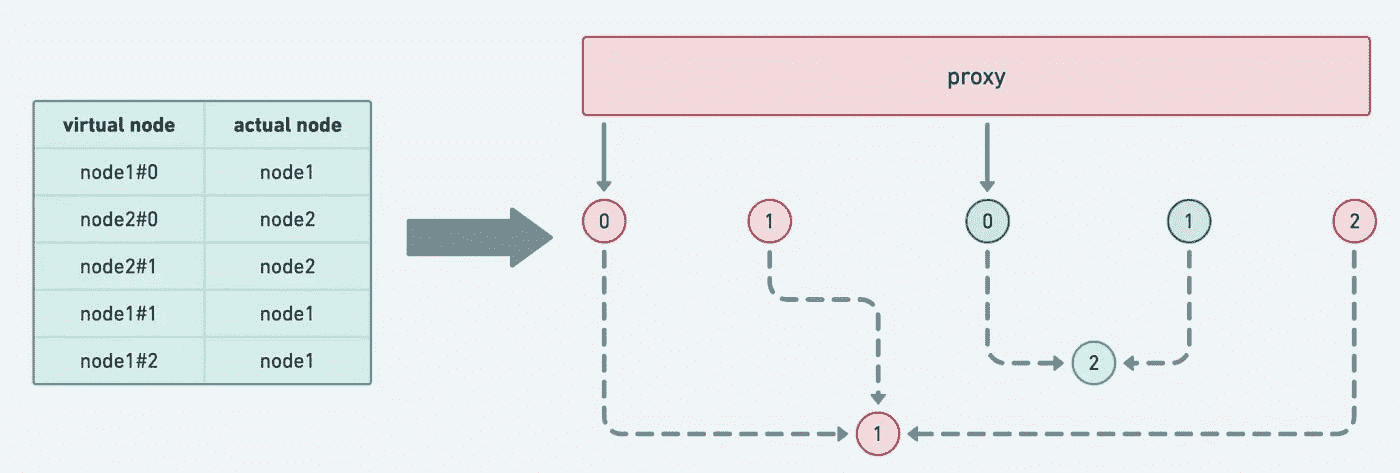 proxy
virtual node actual node
node1#0 node1
node2#0 node2
node2#1 node2
node1#1 node1
node1#2 node1
0 1 0 1 2
2
1